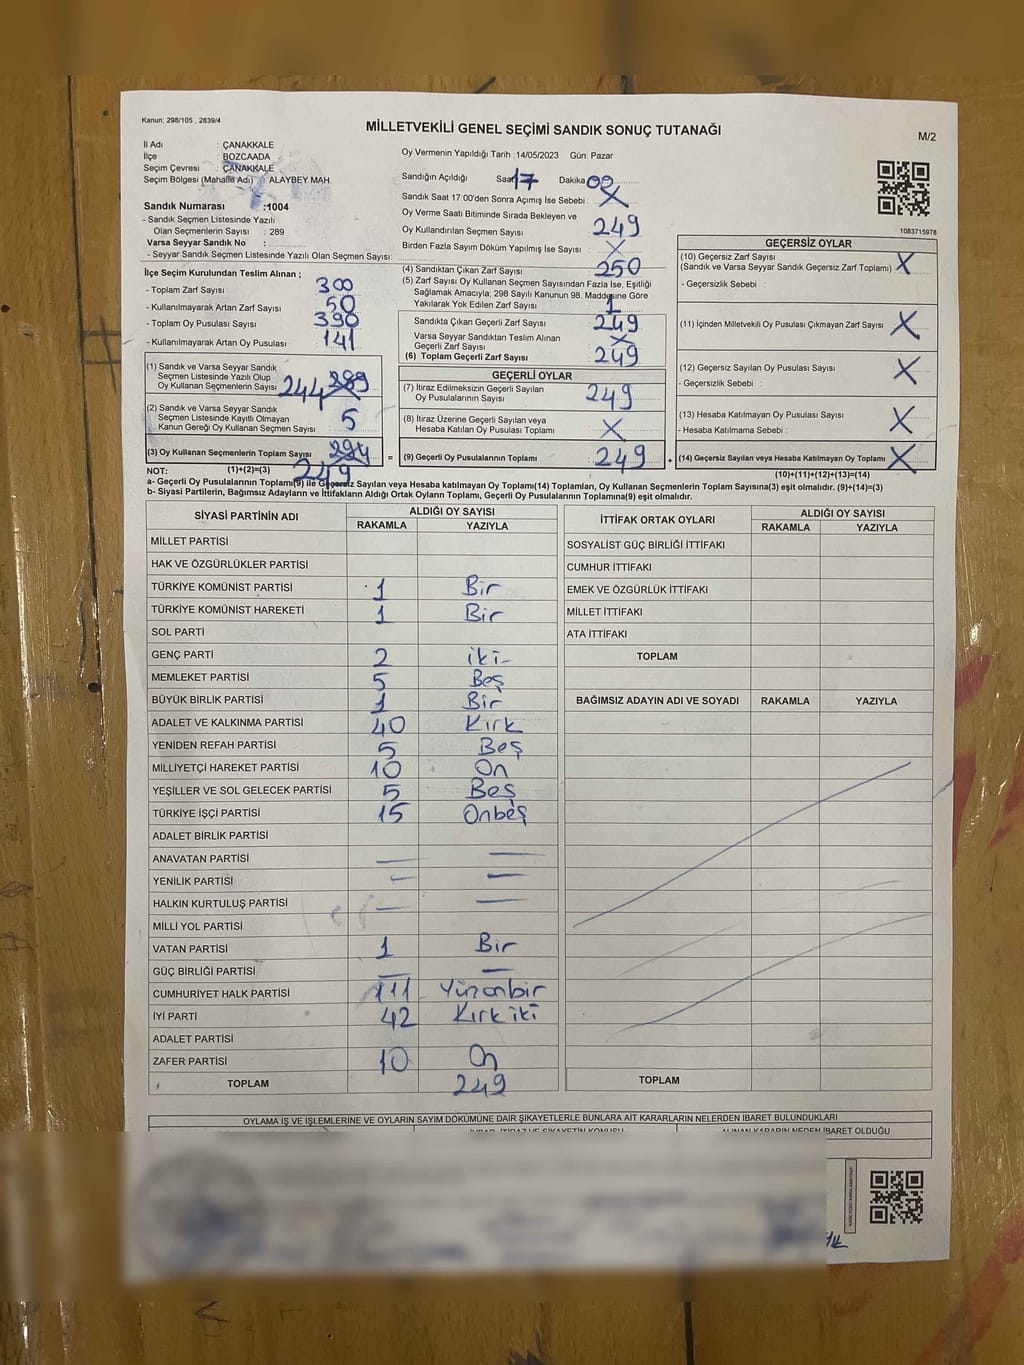 Kanun; 298/105 , 2839/4
MİLLETVEKİLİ GENEL SEÇİMİ SANDIK SONUÇ TUTANAĞI
M/2
İl Adı : ÇANAKKALE
İlçe BOZCAADA
Seçim Çevresi : ÇANAKKALE
Seçim Bölgesi (Mahalle Adı) : ALAYBEY MAH.
Sandık Numarası :1004
- Sandık Seçmen Listesinde Yazılı
Olan Seçmenlerin Sayısı : 289
Varsa Seyyar Sandık No :
- Seyyar Sandık Seçmen Listesinde Yazılı Olan Seçmen Sayısı:
İlçe Seçim Kurulundan Teslim Alınan ;
- Toplam Zarf Sayısı 300
- Kullanılmayarak Artan Zarf Sayısı 50
- Toplam Oy Pusulası Sayısı 390
- Kullanılmayarak Artan Oy Pusulası 141
(1) Sandık ve Varsa Seyyar Sandık
Seçmen Listesinde Yazılı Olup
Oy Kullanan Seçmenlerin Sayısı 244 289
(2) Sandık ve Varsa Seyyar Sandık
Seçmen Listesinde Kayıtlı Olmayan
Kanun Gereği Oy Kullanan Seçmen Sayısı : 5
(3) Oy Kullanan Seçmenlerin Toplam Sayısı 294 =
(1)+(2)=(3) 249
Oy Vermenin Yapıldığı Tarih :14/05/2023 Gün: Pazar
Sandığın Açıldığı Saat 17 Dakika 00
Sandık Saat 17.00'den Sonra Açımış İse Sebebi : X
Oy Verme Saati Bitiminde Sırada Bekleyen ve
Oy Kullandırılan Seçmen Sayısı 249
Birden Fazla Sayım Döküm Yapılmış İse Sayısı : X
(4) Sandıktan Çıkan Zarf Sayısı 250
(5) Zarf Sayısı Oy Kullanan Seçmen Sayısından Fazla İse, Eşitliği
Sağlamak Amacıyla, 298 Sayılı Kanunun 98. Maddesine Göre
Yakılarak Yok Edilen Zarf Sayısı 1
Sandıkta Çıkan Geçerli Zarf Sayısı 249
Varsa Seyyar Sandıktan Teslim Alınan
Geçerli Zarf Sayısı X
(6) Toplam Geçerli Zarf Sayısı 249
GEÇERLİ OYLAR
(7) İtiraz Edilmeksizin Geçerli Sayılan
Oy Pusulalarının Sayısı : 249
(8) İtiraz Üzerine Geçerli Sayılan veya
Hesaba Katılan Oy Pusulası Toplamı X
(9) Geçerli Oy Pusulalarının Toplamı : 249 +
1083715978
GEÇERSİZ OYLAR
(10) Geçersiz Zarf Sayısı
(Sandık ve Varsa Seyyar Sandık Geçersiz Zarf Toplamı) X
- Geçersizlik Sebebi :
(11) İçinden Milletvekili Oy Pusulası Çıkmayan Zarf Sayısı X
(12) Geçersiz Sayılan Oy Pusulası Sayısı X
- Geçersizlik Sebebi :
(13) Hesaba Katılmayan Oy Pusulası Sayısı X
- Hesaba Katılmama Sebebi :
(14) Geçersiz Sayılan veya Hesaba Katılmayan Oy Toplamı X
(10)+(11)+(12)+(13)=(14)
NOT:
a- Geçerli Oy Pusulalarının Toplamı(9) ile Geçersiz Sayılan veya Hesaba katılmayan Oy Toplamı(14) Toplamları, Oy Kullanan Seçmenlerin Toplam Sayısına(3) eşit olmalıdır. (9)+(14)=(3)
b- Siyasi Partilerin, Bağımsız Adayların ve İttifakların Aldığı Ortak Oyların Toplamı, Geçerli Oy Pusulalarının Toplamına(9) eşit olmalıdır.
SİYASİ PARTİNİN ADI ALDIĞI OY SAYISI
RAKAMLA YAZIYLA
MİLLET PARTİSİ
HAK VE ÖZGÜRLÜKLER PARTİSİ
TÜRKİYE KOMÜNİST PARTİSİ 1 Bir
TÜRKİYE KOMÜNİST HAREKETİ 1 Bir
SOL PARTİ
GENÇ PARTİ 2 iki
MEMLEKET PARTİSİ 5 Beş
BÜYÜK BİRLİK PARTİSİ 1 Bir
ADALET VE KALKINMA PARTİSİ 40 Kırk
YENİDEN REFAH PARTİSİ 5 Beş
MİLLİYETÇİ HAREKET PARTİSİ 10 On
YEŞİLLER VE SOL GELECEK PARTİSİ 5 Beş
TÜRKİYE İŞÇİ PARTİSİ 15 Onbeş
ADALET BİRLİK PARTİSİ
ANAVATAN PARTİSİ — —
YENİLİK PARTİSİ — —
HALKIN KURTULUŞ PARTİSİ — —
MİLLİ YOL PARTİSİ
VATAN PARTİSİ 1 Bir
GÜÇ BİRLİĞİ PARTİSİ — —
CUMHURİYET HALK PARTİSİ 111 Yüzonbir
İYİ PARTİ 42 Kırk iki
ADALET PARTİSİ
ZAFER PARTİSİ 10 On
TOPLAM 249
İTTİFAK ORTAK OYLARI ALDIĞI OY SAYISI
RAKAMLA YAZIYLA
SOSYALİST GÜÇ BİRLİĞİ İTTİFAKI
CUMHUR İTTİFAKI
EMEK VE ÖZGÜRLÜK İTTİFAKI
MİLLET İTTİFAKI
ATA İTTİFAKI
TOPLAM
BAĞIMSIZ ADAYIN ADI VE SOYADI RAKAMLA YAZIYLA
TOPLAM
OYLAMA İŞ VE İŞLEMLERİNE VE OYLARIN SAYIM DÖKÜMÜNE DAİR ŞİKAYETLERLE BUNLARA AİT KARARLARIN NELERDEN İBARET BULUNDUKLARI
İHBAR, İTİRAZ VE ŞİKAYETİN KONUSU ALINAN KARARIN NEDEN İBARET OLDUĞU